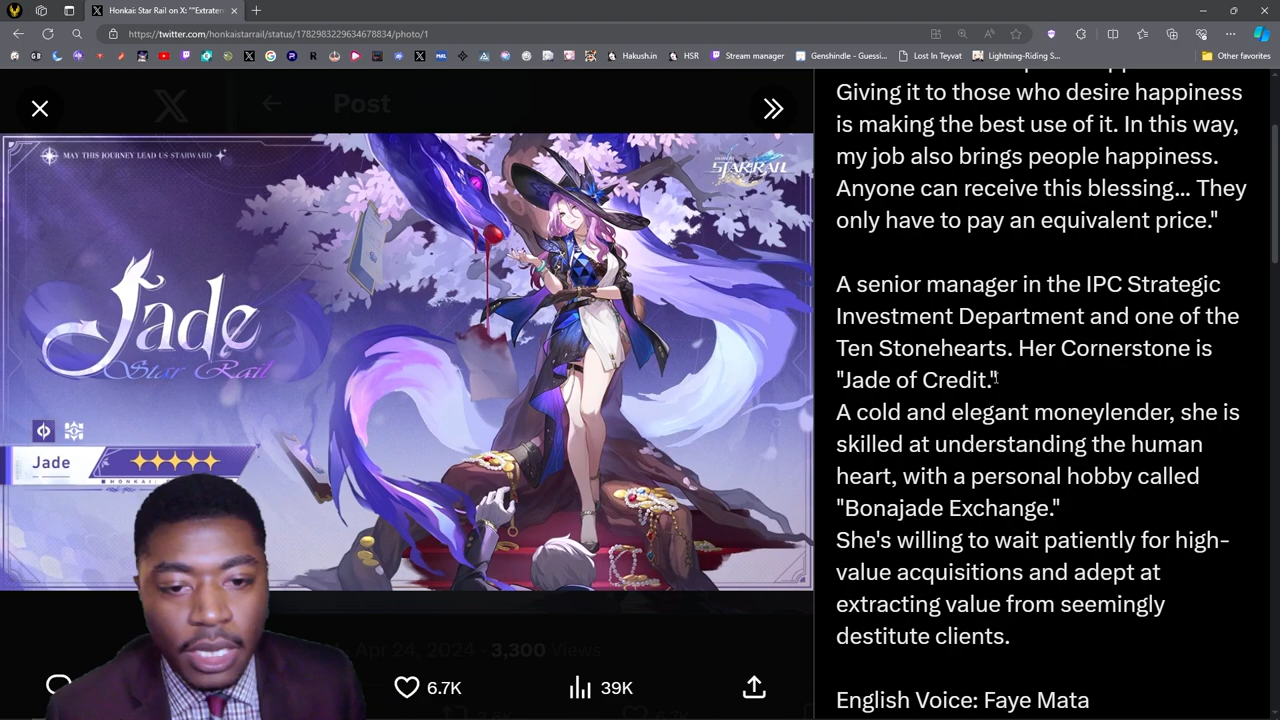 Honkai: Star Rail on X: ""Extraten
https://twitter.com/honkaistarrail/status/1782983229634678834/photo/1
Hakush.in
HSR
Stream manager
Genshindle - Guessi...
Lost In Teyvat
Lightning-Riding S...
Other favorites
Post
MAY THIS JOURNEY LEAD US STARWARD
STAR RAIL
Jade
Star Rail
Jade
Giving it to those who desire happiness
is making the best use of it. In this way,
my job also brings people happiness.
Anyone can receive this blessing... They
only have to pay an equivalent price."
A senior manager in the IPC Strategic
Investment Department and one of the
Ten Stonehearts. Her Cornerstone is
"Jade of Credit."
A cold and elegant moneylender, she is
skilled at understanding the human
heart, with a personal hobby called
"Bonajade Exchange."
She's willing to wait patiently for high-
value acquisitions and adept at
extracting value from seemingly
destitute clients.
English Voice: Faye Mata
Apr 24, 2024 · 3,300 Views
6.7K
39K